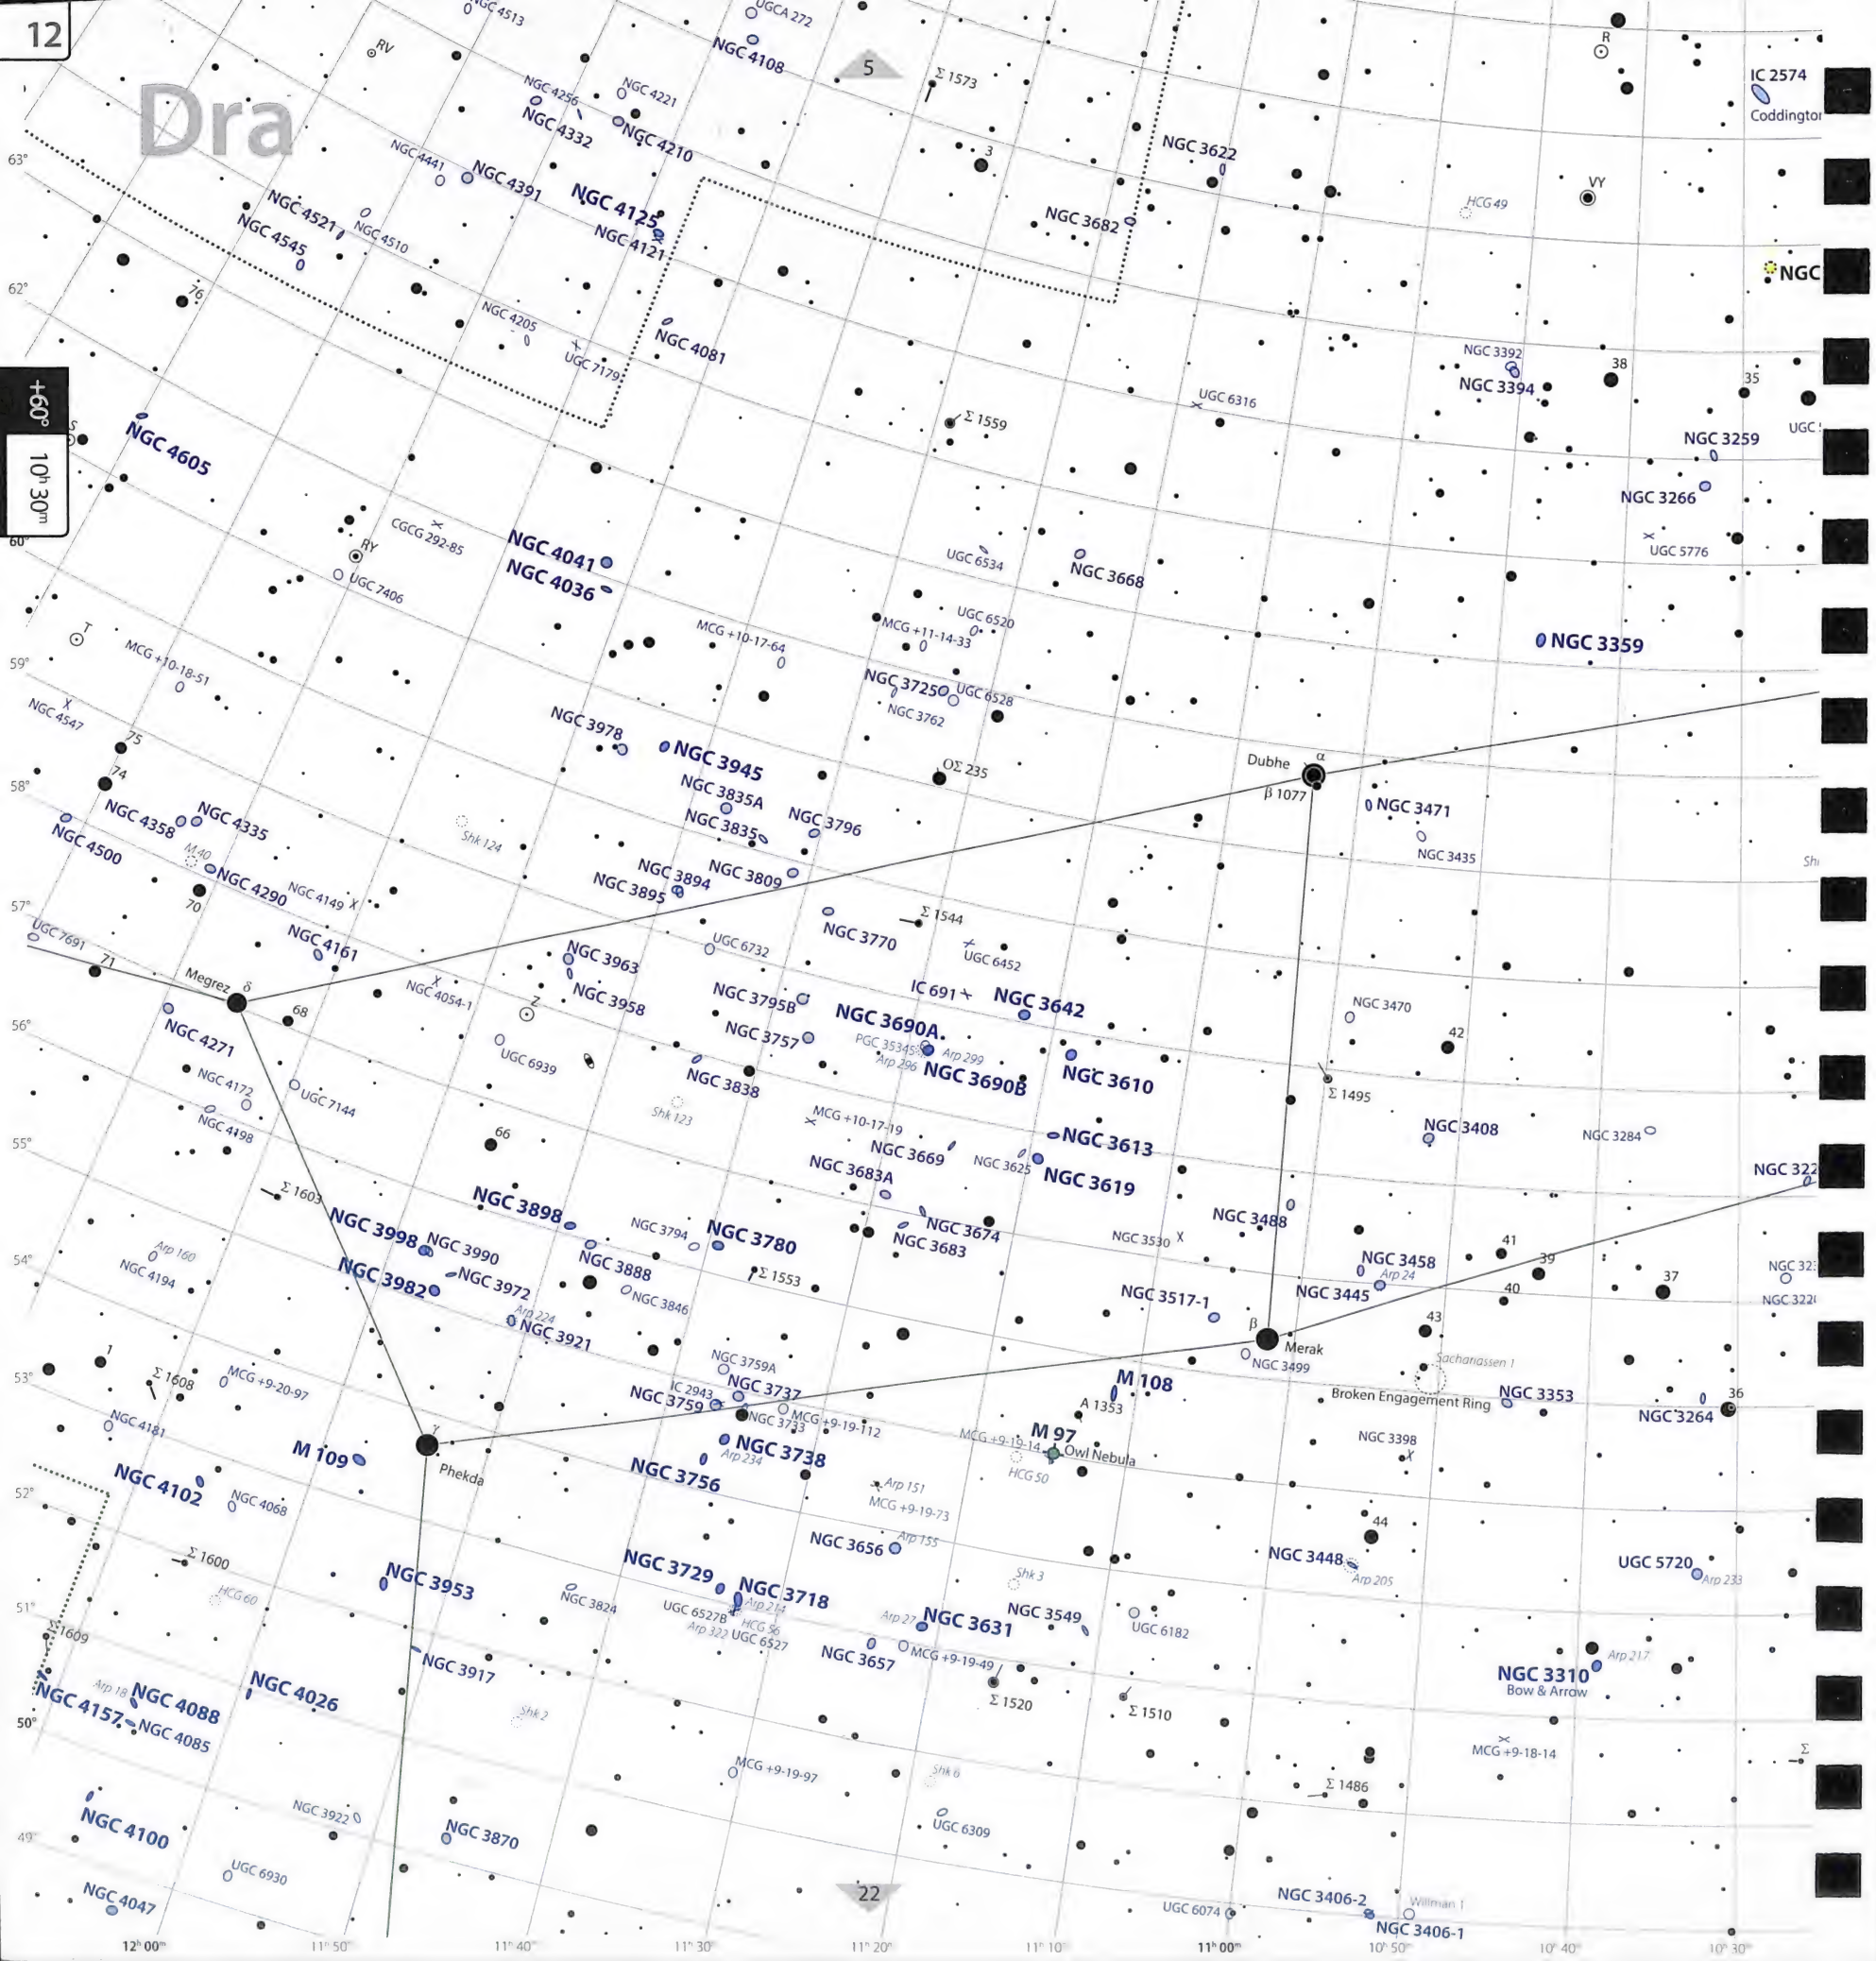 12
NGC 4513
UGCA 272
NGC 4108
RV
5
Σ 1573
R
IC 2574
Coddington
Dra
NGC 4256
NGC 4221
NGC 4332
NGC 4210
3
NGC 3622
63°
NGC 4441
NGC 4391
NGC 4125
VY
HCG 49
NGC 4521
NGC 4510
NGC 4121
NGC 3682
NGC 4545
NGC
62°
76
NGC 4205
UGC 7179
NGC 4081
NGC 3392
NGC 3394
38
35
UGC 6316
+60°
S
NGC 4605
Σ 1559
NGC 3259
UGC
10h 30m
NGC 3266
CGCG 292-85
NGC 4041
UGC 6534
NGC 3668
UGC 5776
60°
RY
UGC 7406
NGC 4036
UGC 6520
T
MCG +10-18-51
MCG +10-17-64
MCG +11-14-33
NGC 3359
59°
NGC 4547
NGC 3725
UGC 6528
NGC 3762
NGC 3978
75
74
NGC 3945
OΣ 235
Dubhe
α
β 1077
58°
NGC 4358
NGC 4335
NGC 3835A
NGC 3471
NGC 4500
Shk 124
NGC 3835
NGC 3796
NGC 3435
M 40
NGC 4290
NGC 3894
NGC 3809
Sh
NGC 4149
NGC 3895
70
57°
UGC 7691
NGC 4161
UGC 6732
NGC 3770
Σ 1544
71
Megrez
δ
NGC 3963
UGC 6452
68
NGC 4054-1
NGC 3958
IC 691
NGC 3642
NGC 3795B
NGC 3690A
NGC 3470
56°
NGC 4271
Z
NGC 3757
PGC 35345
Arp 299
42
UGC 6939
Arp 296
NGC 3690B
NGC 3610
NGC 4172
UGC 7144
NGC 3838
Σ 1495
NGC 4198
Shk 123
MCG +10-17-19
NGC 3408
NGC 3284
55°
66
NGC 3669
NGC 3613
NGC 3625
NGC 3683A
NGC 3619
NGC 322
Σ 1603
NGC 3898
NGC 3488
NGC 3998
NGC 3990
NGC 3794
NGC 3780
NGC 3674
NGC 3530
Arp 160
NGC 3683
NGC 3458
41
39
54°
NGC 4194
NGC 3982
NGC 3972
NGC 3888
Σ 1553
Arp 24
37
NGC 32
NGC 3846
NGC 3517-1
NGC 3445
40
NGC 322
Arp 224
NGC 3921
β
43
Merak
1
NGC 3759A
NGC 3499
Sachariassen 1
53°
Σ 1608
MCG +9-20-97
IC 2943
NGC 3737
M 108
Broken Engagement Ring
NGC 3353
36
NGC 3759
NGC 3733
MCG +9-19-112
A 1353
NGC 3264
NGC 4181
γ
M 97
M 109
NGC 3738
MCG +9-19-14
Owl Nebula
NGC 3398
Phekda
Arp 234
HCG 50
NGC 4102
NGC 3756
Arp 151
52°
NGC 4068
MCG +9-19-73
44
NGC 3656
Arp 155
Σ 1600
NGC 3729
NGC 3448
UGC 5720
NGC 3953
Shk 3
Arp 205
Arp 233
HCG 60
NGC 3718
51°
NGC 3824
Arp 214
UGC 6527B
HCG 56
Arp 322
UGC 6527
Arp 27
NGC 3631
NGC 3549
UGC 6182
Σ 1609
NGC 3657
MCG +9-19-49
Arp 217
NGC 3917
NGC 3310
Bow & Arrow
Arp 18
NGC 4088
NGC 4026
Σ 1520
NGC 4157
Shk 2
Σ 1510
50°
NGC 4085
MCG +9-18-14
Σ
MCG +9-19-97
Shk 6
Σ 1486
NGC 3922
NGC 4100
NGC 3870
UGC 6309
49
UGC 6930
22
NGC 4047
NGC 3406-2
Willman 1
UGC 6074
NGC 3406-1
12h 00m
11h 50m
11h 40m
11h 30m
11h 20m
11h 10m
11h 00m
10h 50m
10h 40m
10h 30m